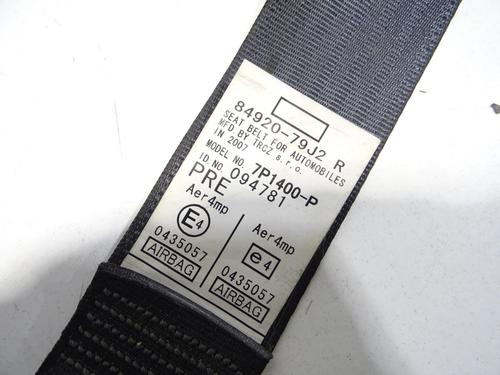 84920-79J2 R
SEAT BELT FOR AUTOMOBILES
MFD BY TRCZ s.r.o.
IN 2007
MODEL NO. 7P1400-P
ID NO. 094781
PRE
Aer4mp
E4
0435057
AIRBAG
Aer4mp
e4
0435057
AIRBAG